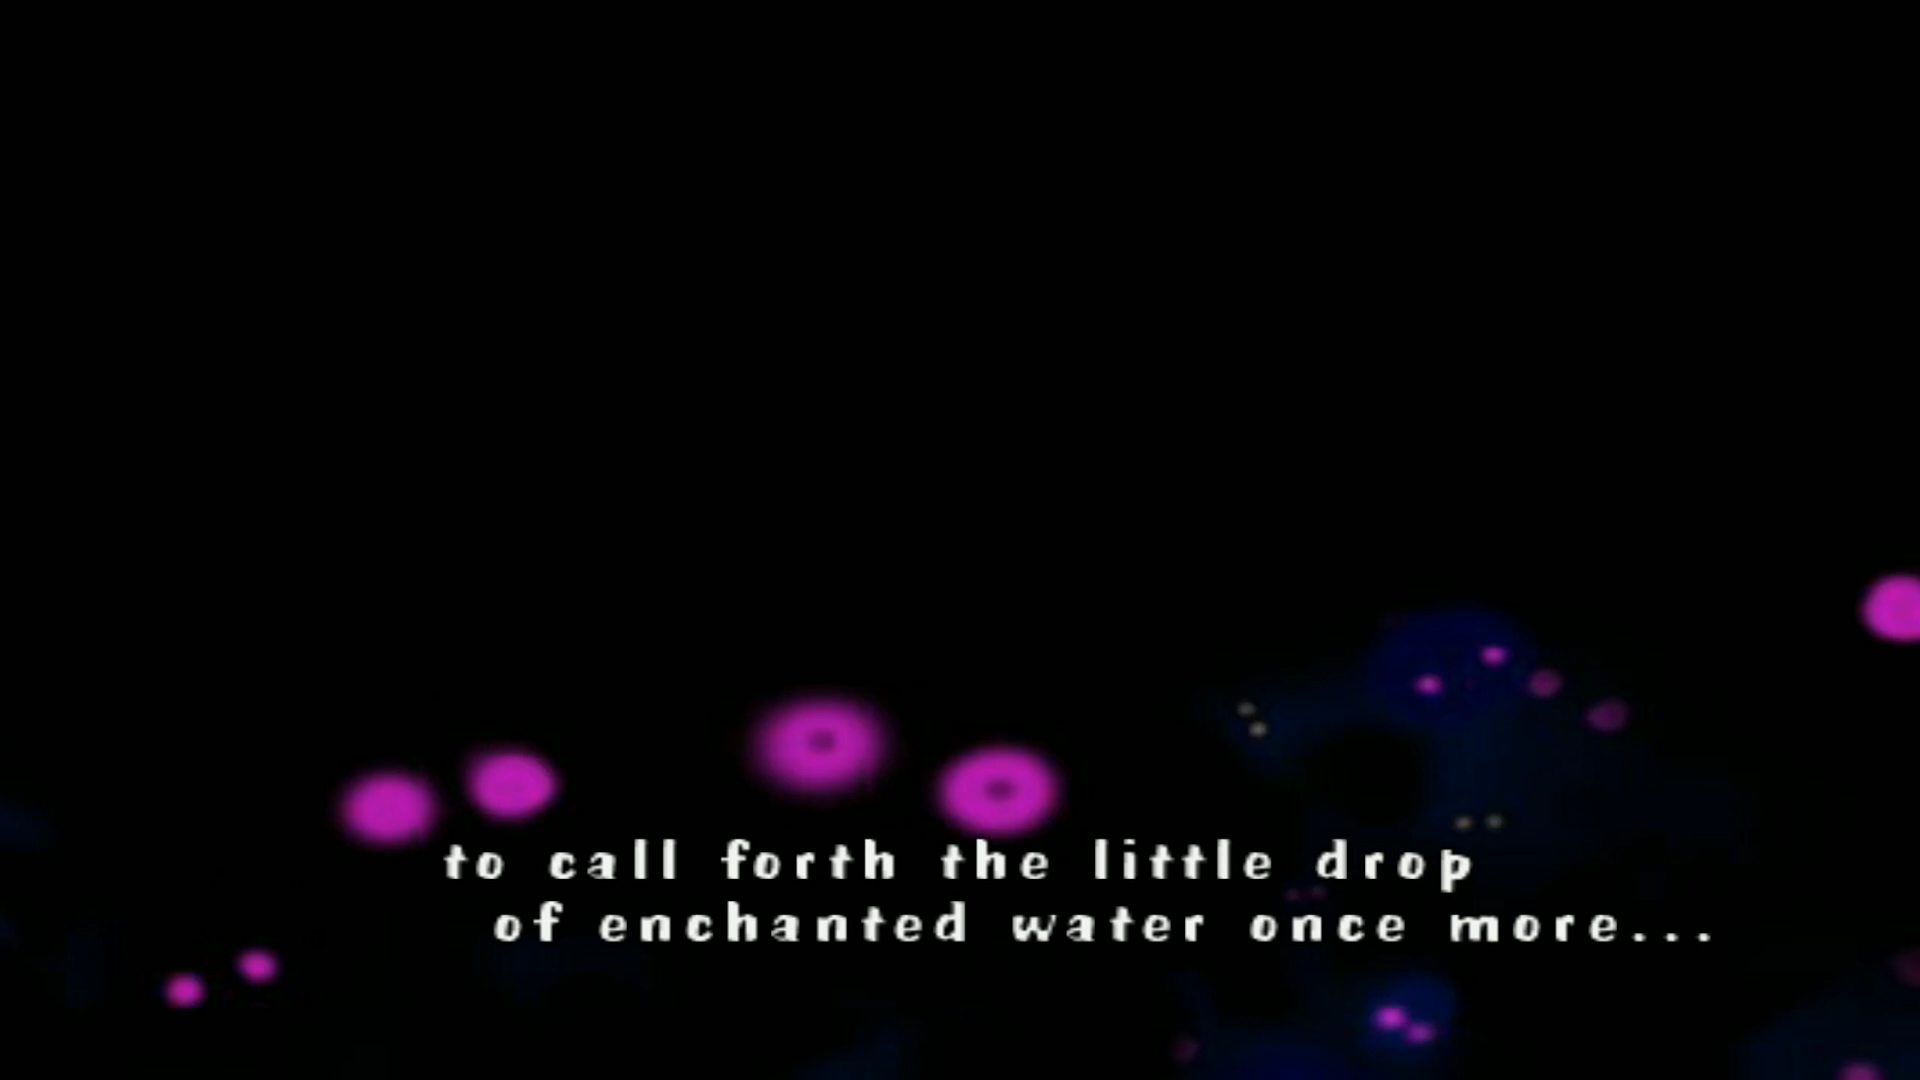 to call forth the little drop
of enchanted water once more...